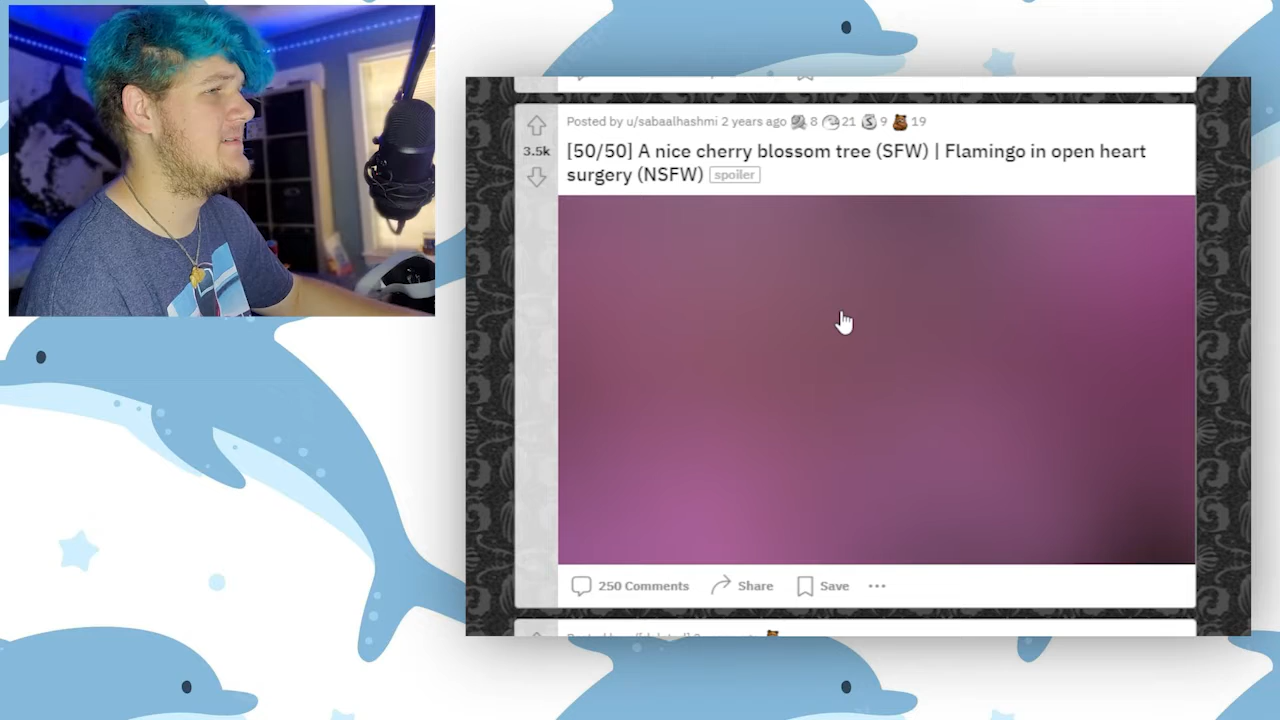 Posted by u/sabaalhashmi 2 years ago 8 21 9 19
3.5k
[50/50] A nice cherry blossom tree (SFW) | Flamingo in open heart
surgery (NSFW) spoiler
250 Comments Share Save